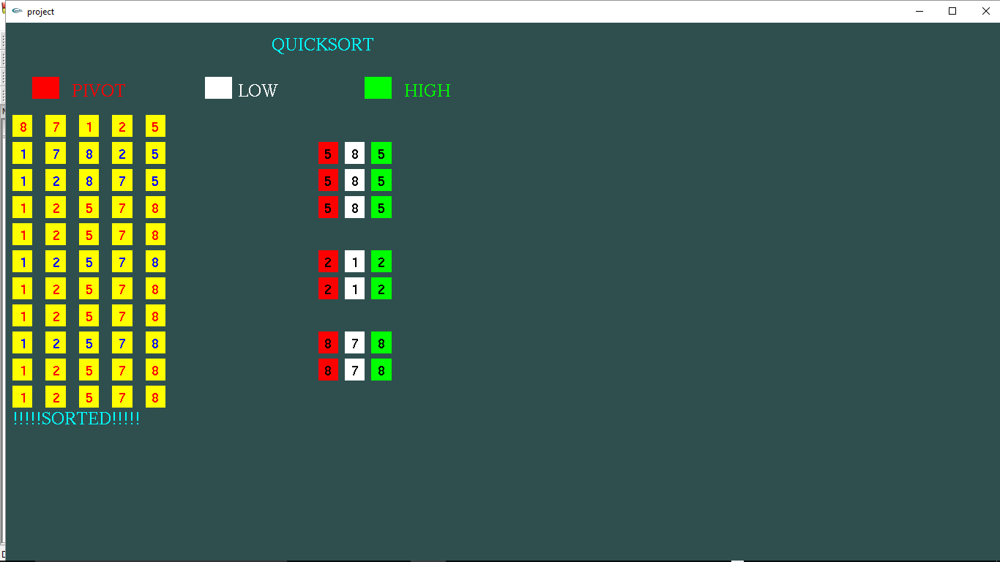 project
QUICKSORT
PIVOT LOW HIGH
8 7 1 2 5
1 7 8 2 5 5 8 5
1 2 8 7 5 5 8 5
1 2 5 7 8 5 8 5
1 2 5 7 8
1 2 5 7 8 2 1 2
1 2 5 7 8 2 1 2
1 2 5 7 8
1 2 5 7 8 8 7 8
1 2 5 7 8 8 7 8
1 2 5 7 8
!!!!!SORTED!!!!!